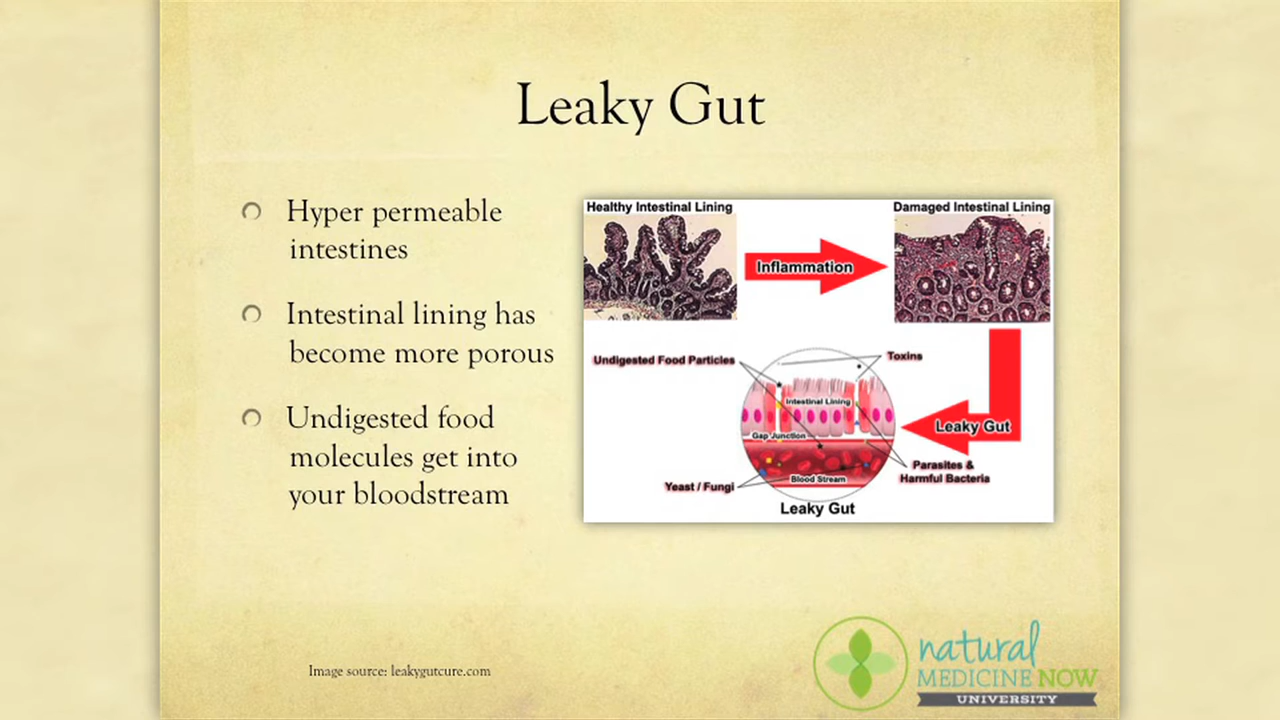 Leaky Gut
Hyper permeable
intestines
Intestinal lining has
become more porous
Undigested food
molecules get into
your bloodstream
Healthy Intestinal Lining
Damaged Intestinal Lining
Inflammation
Undigested Food Particles
Toxins
Intestinal Lining
Gap Junction
Leaky Gut
Parasites &
Harmful Bacteria
Blood Stream
Yeast / Fungi
Leaky Gut
Image source: leakygutcure.com
natural
MEDICINE NOW
UNIVERSITY